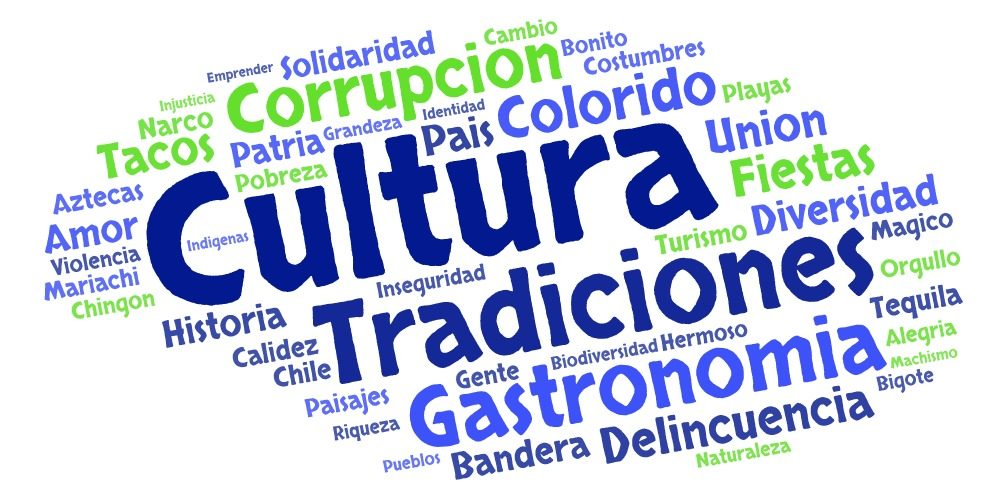 Cambio
Solidaridad
Bonito
Emprender
Corrupcion
Costumbres
Injusticia
Narco
Identidad
Colorido
Playas
Tacos
Patria
Grandeza
Pais
Union
Pobreza
Cultura
Fiestas
Aztecas
Amor
Indigenas
Diversidad
Violencia
Turismo
Magico
Mariachi
Inseguridad
Tradiciones
Orgullo
Chingon
Historia
Tequila
Calidez
Biodiversidad
Hermoso
Alegria
Chile
Gente
Gastronomia
Machismo
Paisajes
Bigote
Riqueza
Delincuencia
Pueblos
Bandera
Naturaleza